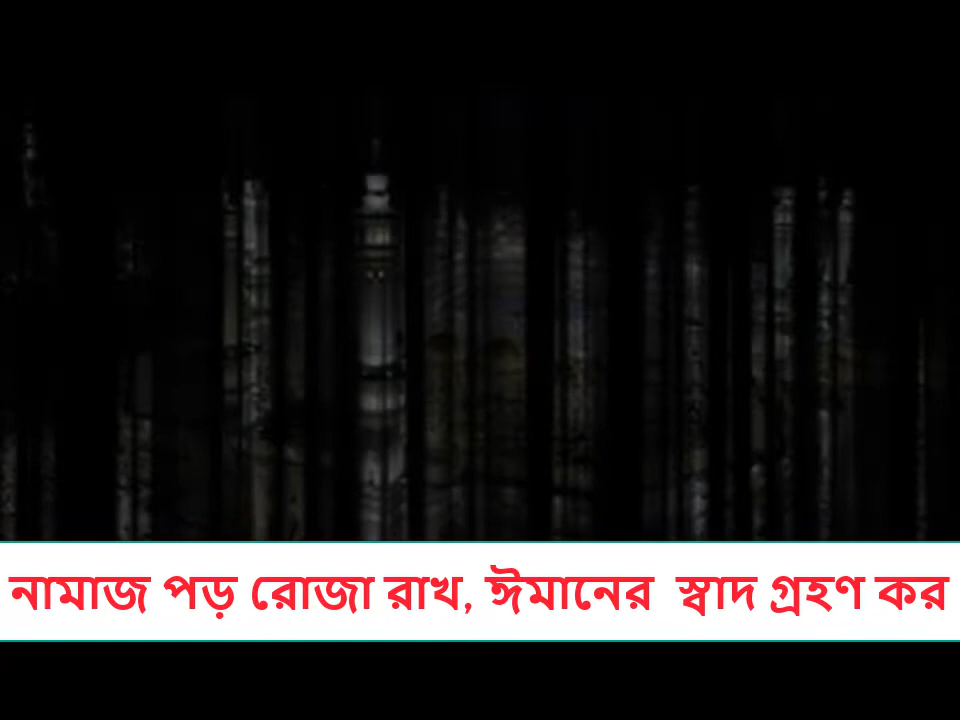 নামাজ পড় রোজা রাখ, ঈমানের স্বাদ গ্রহণ কর